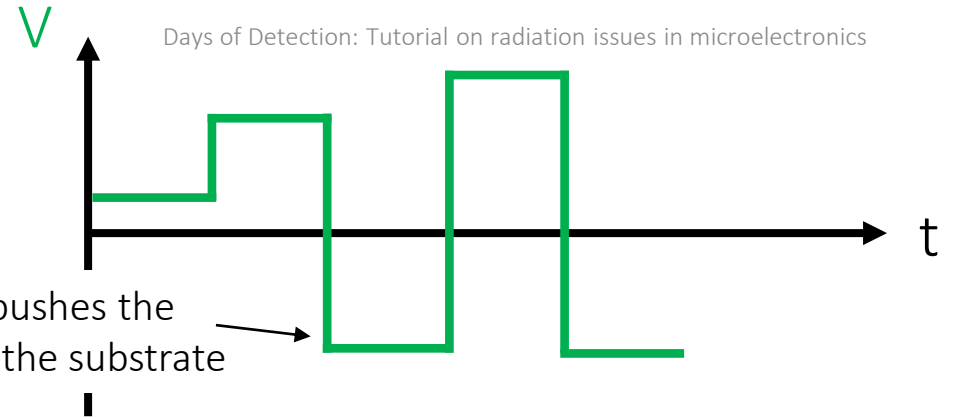 V
Days of Detection: Tutorial on radiation issues in microelectronics
t
pushes the
the substrate